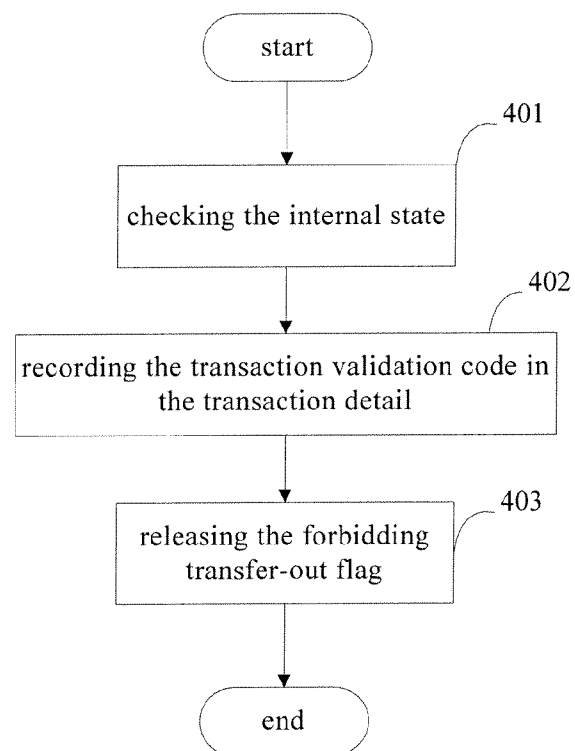 start
401
checking the internal state
402
recording the transaction validation code in
the transaction detail
403
releasing the forbidding
transfer-out flag
end